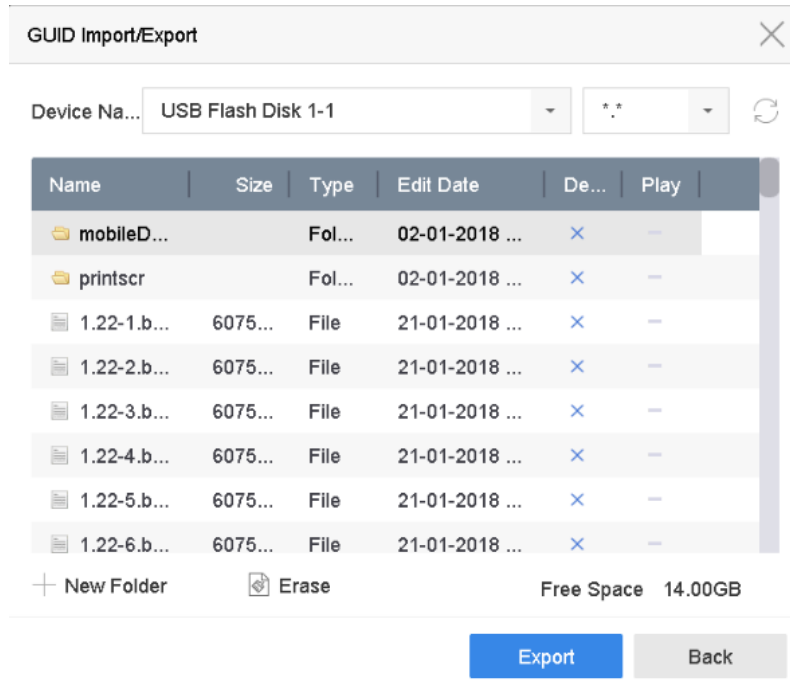 GUID Import/Export
Device Na... USB Flash Disk 1-1 *.*
Name Size Type Edit Date De... Play
mobileD... Fol... 02-01-2018 ...
printscr Fol... 02-01-2018 ...
1.22-1.b... 6075... File 21-01-2018 ...
1.22-2.b... 6075... File 21-01-2018 ...
1.22-3.b... 6075... File 21-01-2018 ...
1.22-4.b... 6075... File 21-01-2018 ...
1.22-5.b... 6075... File 21-01-2018 ...
1.22-6.b... 6075... File 21-01-2018 ...
New Folder Erase Free Space 14.00GB
Export Back